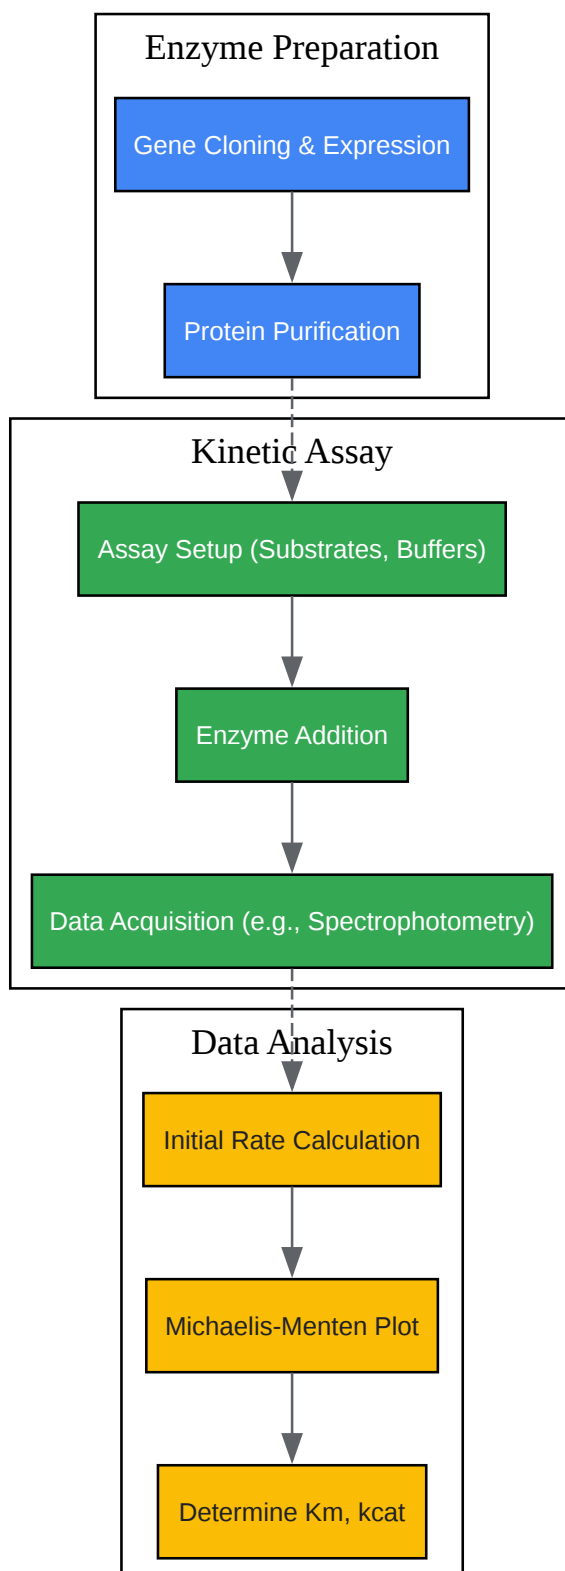 Enzyme Preparation
Gene Cloning & Expression
Protein Purification
Kinetic Assay
Assay Setup (Substrates, Buffers)
Enzyme Addition
Data Acquisition (e.g., Spectrophotometry)
Data Analysis
Initial Rate Calculation
Michaelis-Menten Plot
Determine Km, kcat